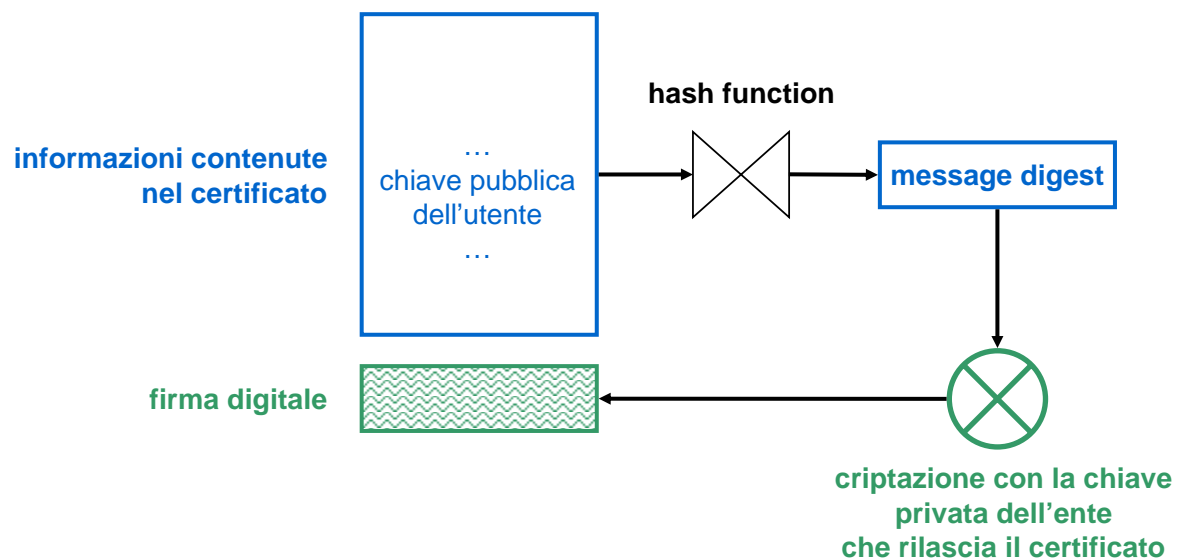 hash function
informazioni contenute
nel certificato
…
chiave pubblica
dell’utente
…
message digest
firma digitale
criptazione con la chiave
privata dell’ente
che rilascia il certificato